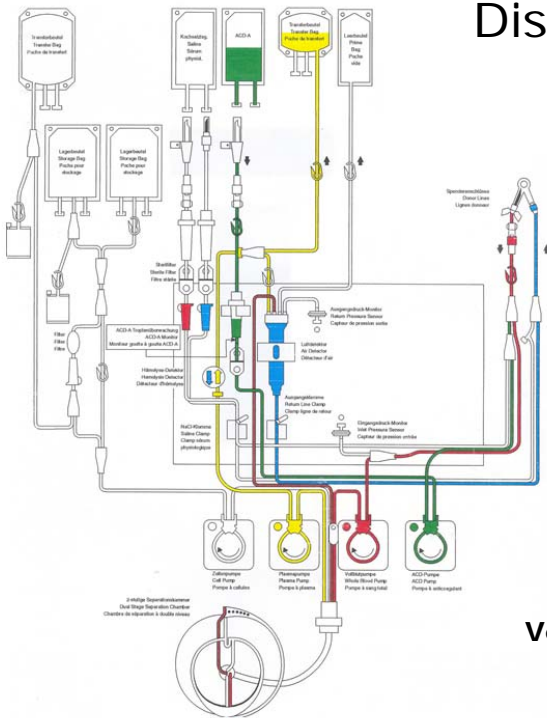 Dis
Transferbeutel
Transfer Bag
Poche de transfert
Kochsalzlsg.
Saline
Sérum
physiol.
ACD-A
Transferbeutel
Transfer Bag
Poche de transfert
Leerbeutel
Prime
Bag
Poche
vide
Lagerbeutel
Storage Bag
Poche pour
stockage
Lagerbeutel
Storage Bag
Poche pour
stockage
Spenderanschlüsse
Donor Lines
Lignes donneur
Sterilfilter
Sterile Filter
Filtre stérile
Filter
Filter
Filtre
ACD-A-Tropfenüberwachung
ACD-A-Monitor
Moniteur goutte à goutte ACD-A
Ausgangsdruck-Monitor
Return Pressure Sensor
Capteur de pression sortie
Luftdetektor
Air Detector
Détecteur d'air
Hämolyse-Detektor
Hemolysis Detector
Détecteur d'hémolyse
Ausgangsklemme
Return Line Clamp
Clamp ligne de retour
NaCl-Klemme
Saline Clamp
Clamp sérum
physiologique
Eingangsdruck-Monitor
Inlet Pressure Sensor
Capteur de pression entrée
Zellenpumpe
Cell Pump
Pompe à cellules
Plasmapumpe
Plasma Pump
Pompe à plasma
Vollblutpumpe
Whole Blood Pump
Pompe à sang total
ACD-Pumpe
ACD Pump
Pompe à anticoagulant
2-stufige Separationskammer
Dual Stage Separation Chamber
Chambre de séparation à double niveau